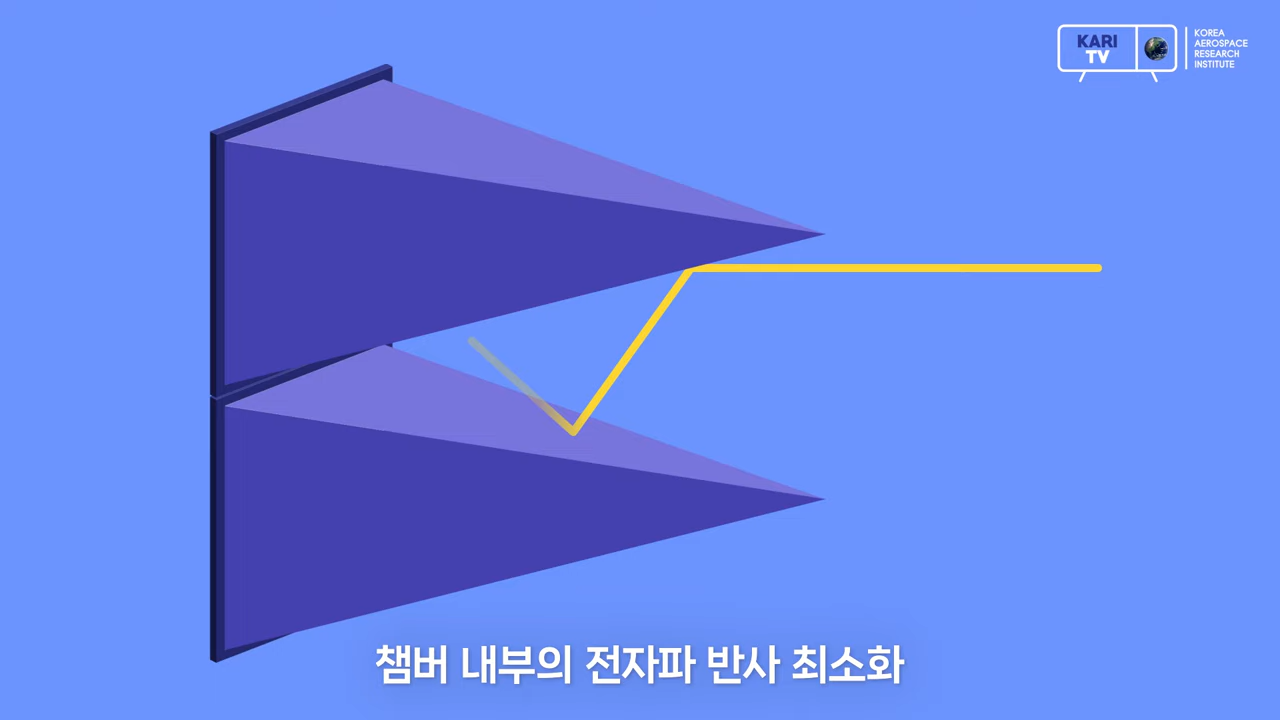 KARI
TV
KOREA
AEROSPACE
RESEARCH
INSTITUTE
챔버 내부의 전자파 반사 최소화